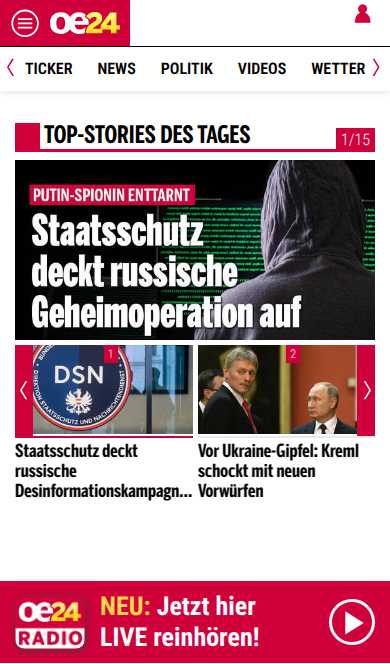 oe24
TICKER NEWS POLITIK VIDEOS WETTER
TOP-STORIES DES TAGES
1/15
PUTIN-SPIONIN ENTTARNT
Staatsschutz
deckt russische
Geheimoperation auf
1
DSN
DIREKTION STAATSSCHUTZ UND NACHRICHTENDIENST
2
Staatsschutz deckt
russische
Desinformationskampagn...
Vor Ukraine-Gipfel: Kreml
schockt mit neuen
Vorwürfen
oe24
RADIO
NEU: Jetzt hier
LIVE reinhören!